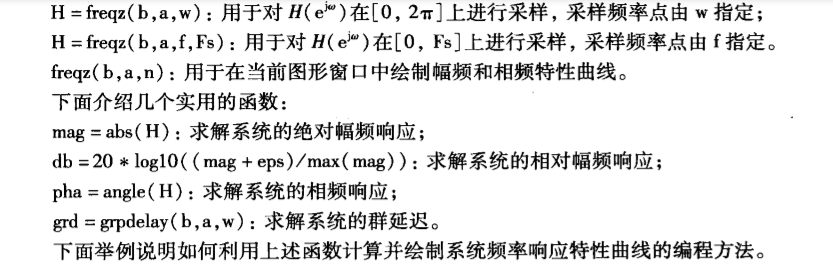 H = freqz(b,a,w)：用于对 H(e^jω)在[0, 2π]上进行采样，采样频率点由 w 指定；
H = freqz(b,a,f,Fs)：用于对 H(e^jω)在[0, Fs]上进行采样，采样频率点由 f 指定。
freqz(b,a,n)：用于在当前图形窗口中绘制幅频和相频特性曲线。
下面介绍几个实用的函数：
mag = abs(H)：求解系统的绝对幅频响应；
db = 20 * log10((mag + eps)/max(mag))：求解系统的相对幅频响应；
pha = angle(H)：求解系统的相频响应；
grd = grpdelay(b,a,w)：求解系统的群延迟。
下面举例说明如何利用上述函数计算并绘制系统频率响应特性曲线的编程方法。